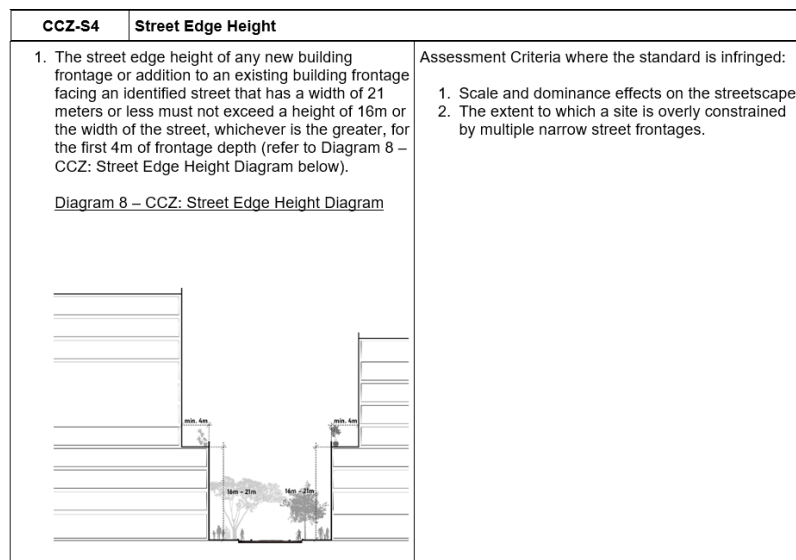 CCZ-S4 Street Edge Height
1. The street edge height of any new building
frontage or addition to an existing building frontage
facing an identified street that has a width of 21
meters or less must not exceed a height of 16m or
the width of the street, whichever is the greater, for
the first 4m of frontage depth (refer to Diagram 8 –
CCZ: Street Edge Height Diagram below).
Diagram 8 – CCZ: Street Edge Height Diagram
min. 4m
min. 4m
16m - 21m
16m - 21m
Assessment Criteria where the standard is infringed:
1. Scale and dominance effects on the streetscape
2. The extent to which a site is overly constrained
by multiple narrow street frontages.